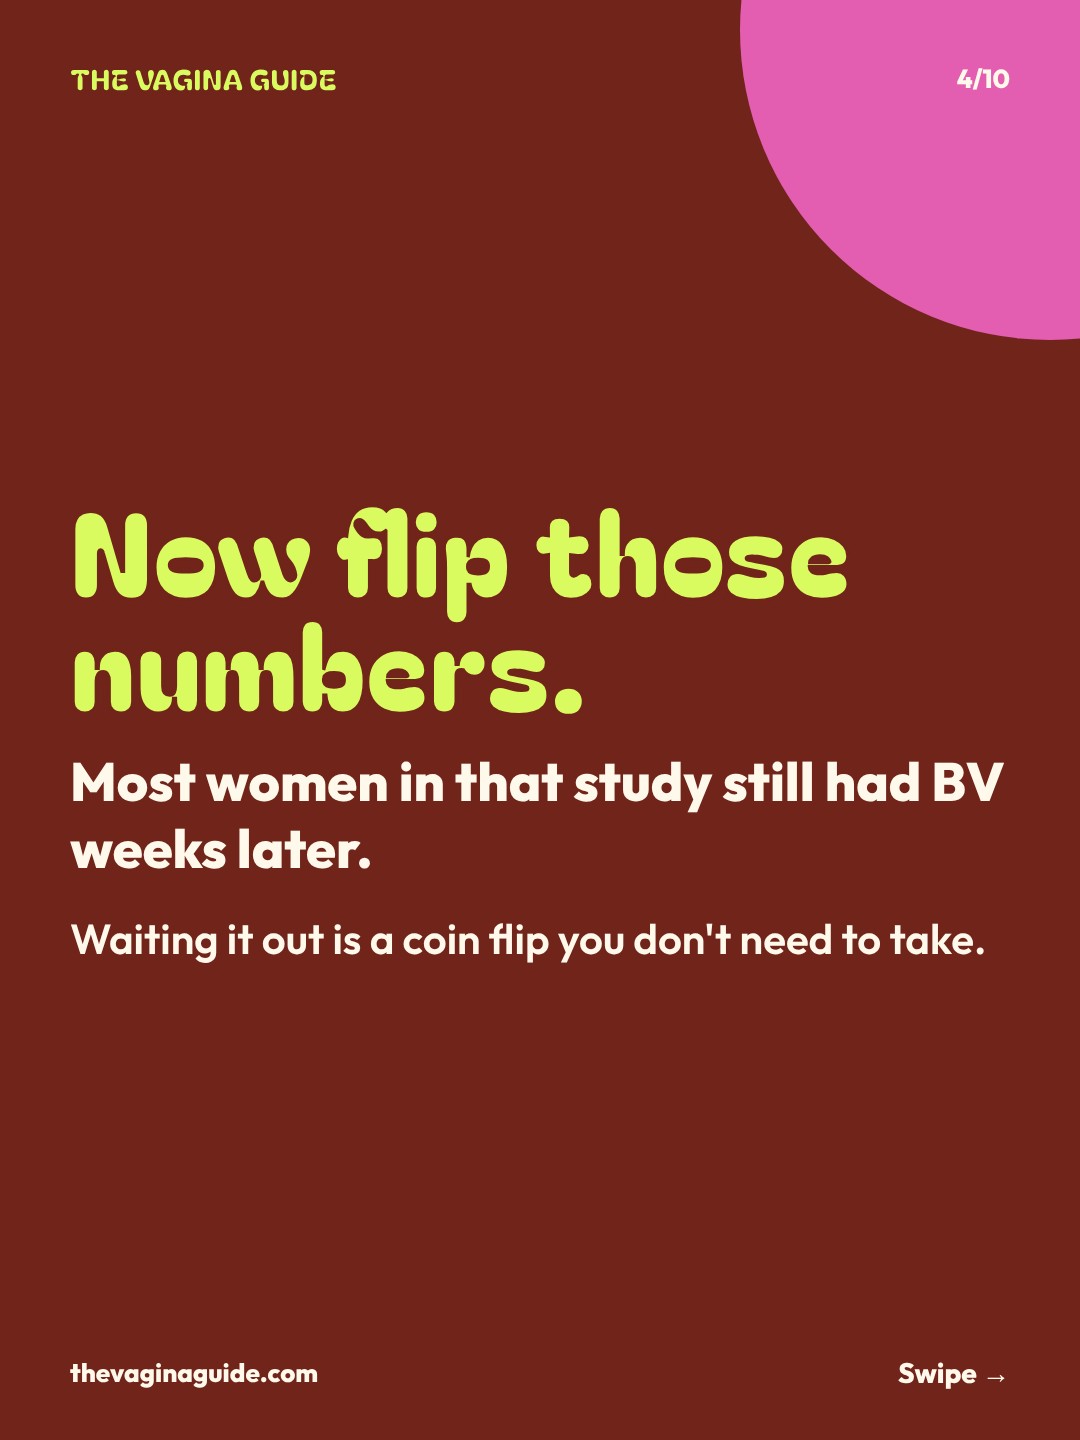 THE VAGINA GUIDE
4/10
Now flip those
numbers.
Most women in that study still had BV
weeks later.
Waiting it out is a coin flip you don't need to take.
thevaginaguide.com
Swipe →